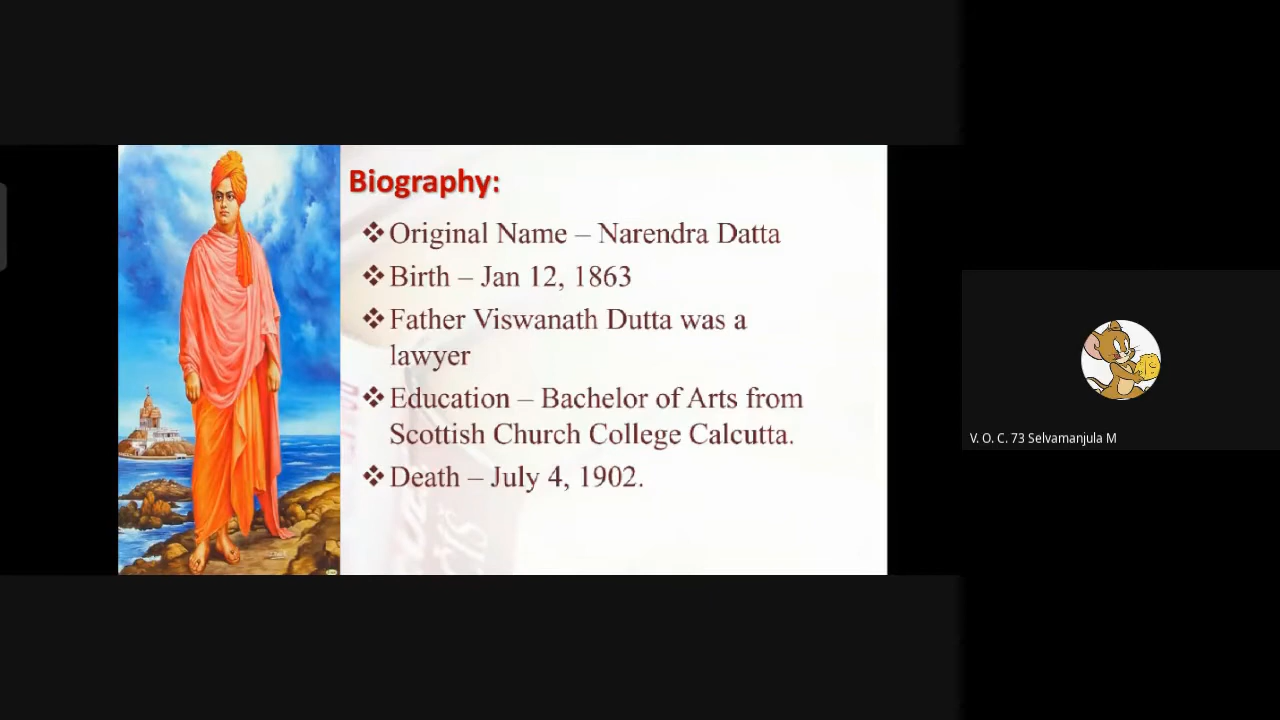 Biography:
❖ Original Name – Narendra Datta
❖ Birth – Jan 12, 1863
❖ Father Viswanath Dutta was a
lawyer
❖ Education – Bachelor of Arts from
Scottish Church College Calcutta.
❖ Death – July 4, 1902.
V. O. C. 73 Selvamanjula M